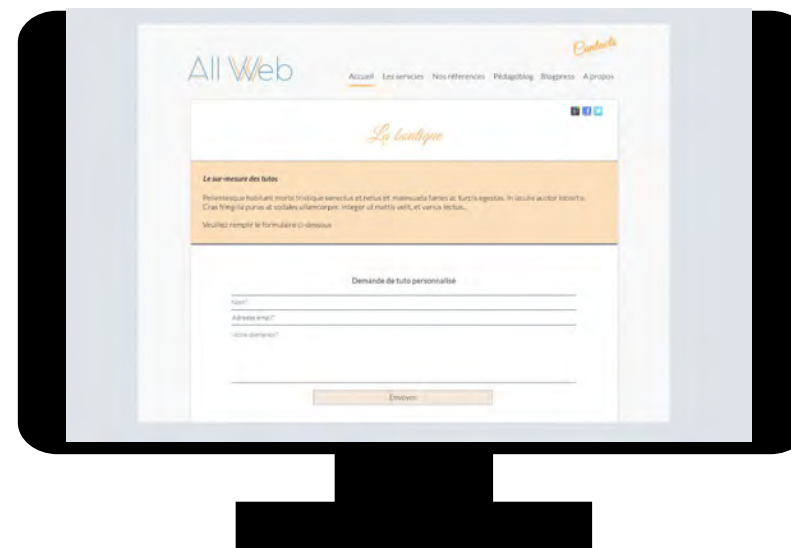 Contacts
All Web
Accueil Les services Nos réferences Pédagoblog Blogpress A propos
La boutique
Le sur-mesure des tutos
Pellentesque habitant morbi tristique senectus et netus et malesuada fames ac turpis egestas. In iaculis auctor lobortis.
Cras fringilla purus at sodales ullamcorper. Integer ut mattis velit, et varius lectus.
Veuillez remplir le formulaire ci-dessous
Demande de tuto personnalisé
Nom*
Adresse email*
Votre demande*
Envoyer